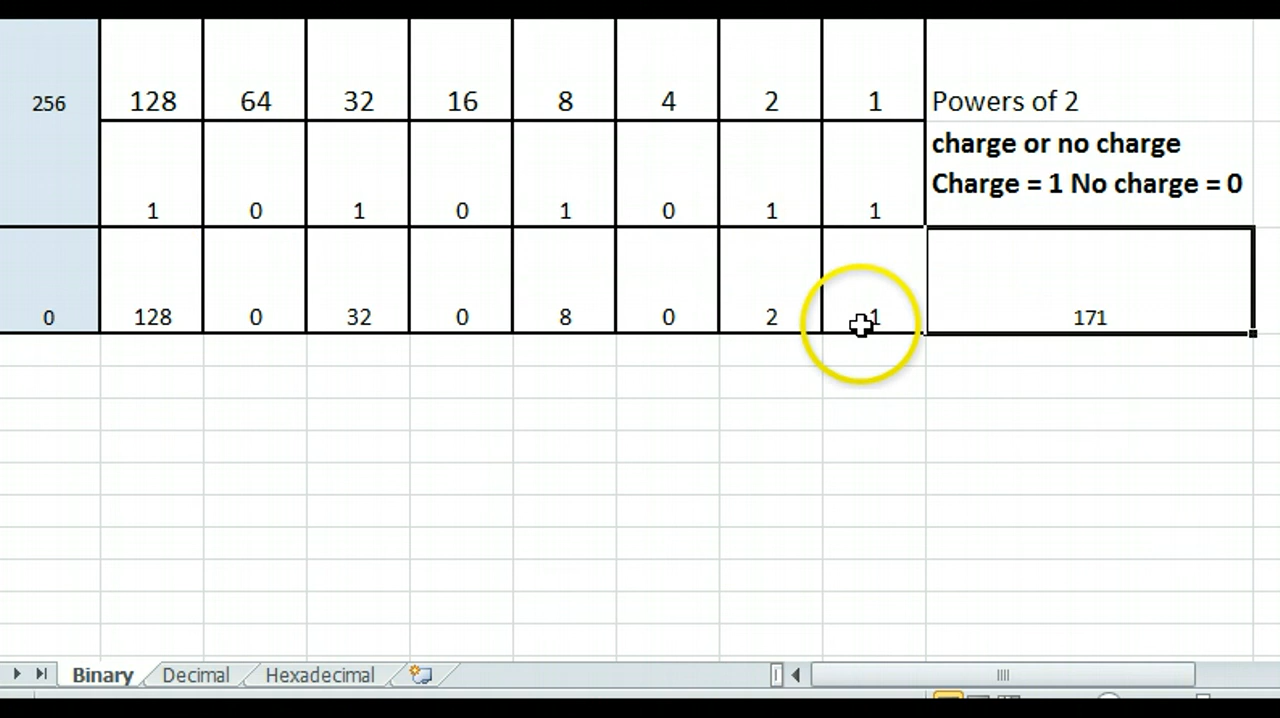 256 128 64 32 16 8 4 2 1 Powers of 2
charge or no charge
Charge = 1 No charge = 0
1 0 1 0 1 0 1 1
0 128 0 32 0 8 0 2 1 171
Binary Decimal Hexadecimal